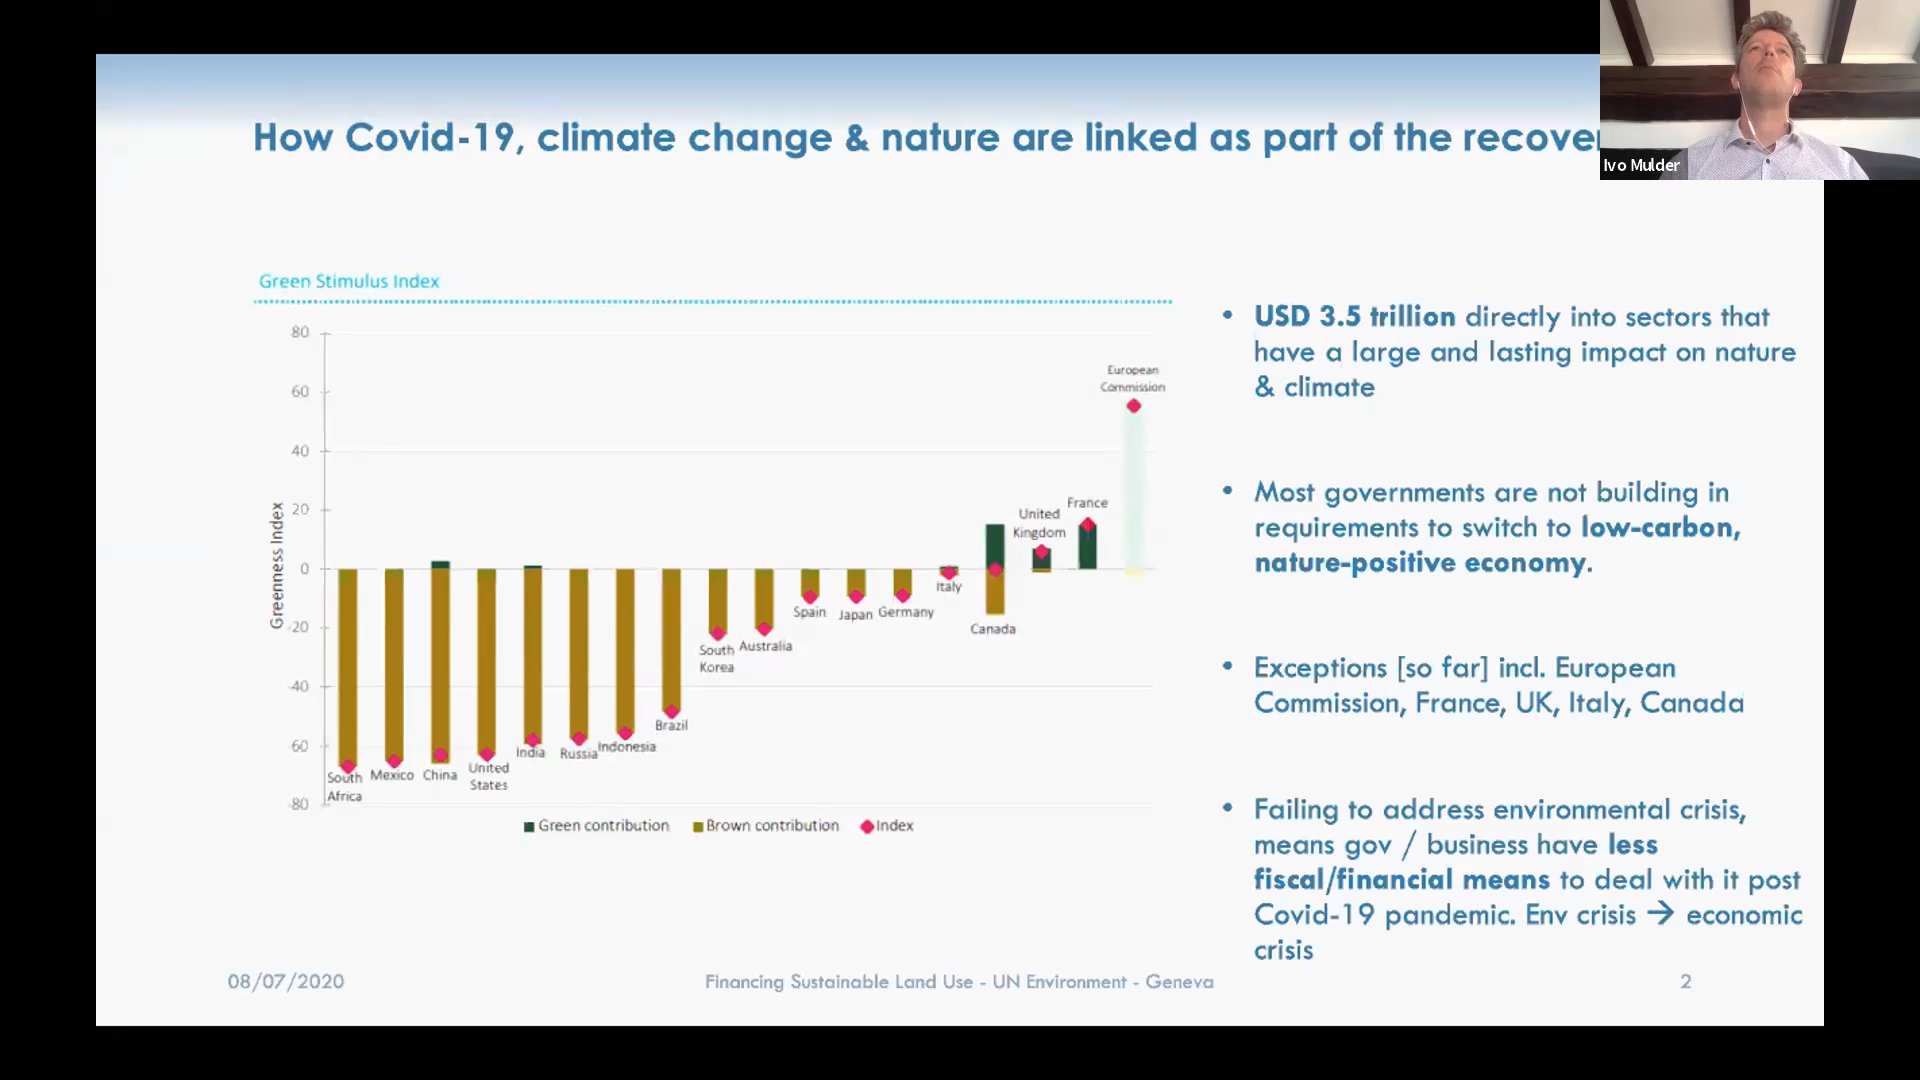 How Covid-19, climate change & nature are linked as part of the recover
Ivo Mulder
Green Stimulus Index
Greenness Index
80
60
40
20
0
-20
-40
-60
-80
South
Africa
Mexico
China
United
States
India
Russia
Indonesia
Brazil
South
Korea
Australia
Spain
Japan
Germany
Italy
Canada
United
Kingdom
France
European
Commission
Green contribution
Brown contribution
Index
• USD 3.5 trillion directly into sectors that
have a large and lasting impact on nature
& climate
• Most governments are not building in
requirements to switch to low-carbon,
nature-positive economy.
• Exceptions [so far] incl. European
Commission, France, UK, Italy, Canada
• Failing to address environmental crisis,
means gov / business have less
fiscal/financial means to deal with it post
Covid-19 pandemic. Env crisis → economic
crisis
08/07/2020
Financing Sustainable Land Use - UN Environment - Geneva
2